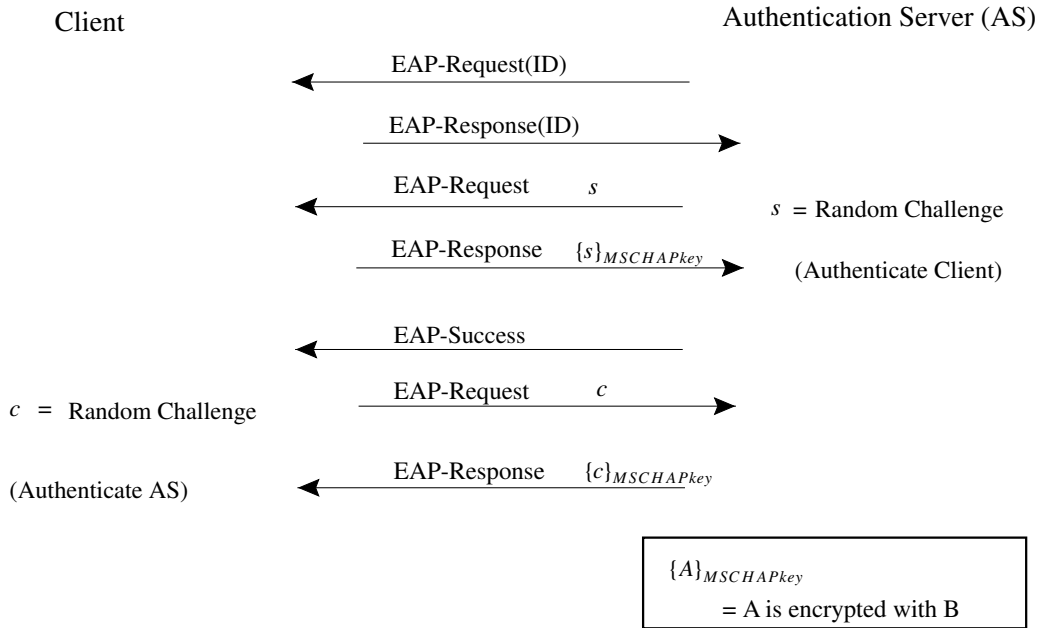 Client
Authentication Server (AS)
EAP-Request(ID)
EAP-Response(ID)
EAP-Request s
s = Random Challenge
EAP-Response {s}MSCHAPkey
(Authenticate Client)
EAP-Success
EAP-Request c
c = Random Challenge
EAP-Response {c}MSCHAPkey
(Authenticate AS)
{A}MSCHAPkey
= A is encrypted with B